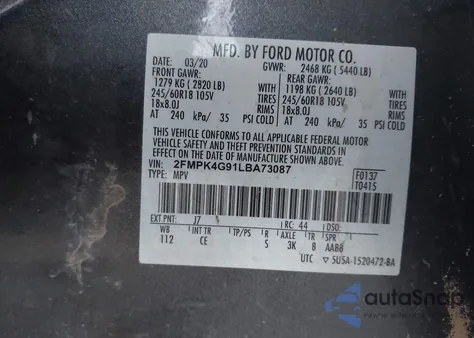 MFD. BY FORD MOTOR CO.
DATE: 03/20 GVWR: 2468 KG ( 5440 LB)
FRONT GAWR: REAR GAWR:
1279 KG ( 2820 LB) WITH 1198 KG ( 2640 LB) WITH
245/60R18 105V TIRES 245/60R18 105V TIRES
18x8.0J RIMS 18x8.0J RIMS
AT 240 kPa/ 35 PSI COLD AT 240 kPa/ 35 PSI COLD
THIS VEHICLE CONFORMS TO ALL APPLICABLE FEDERAL MOTOR
VEHICLE SAFETY AND THEFT PREVENTION STANDARDS IN EFFECT ON
THE DATE OF MANUFACTURE SHOWN ABOVE.
VIN: 2FMPK4G91LBA73087 F0137
TYPE: MPV T0415
EXT PNT: J7 RC: 44 DSO:
WB INT TR TP/PS R AXLE TR SPR
112 CE S 3K 8 AABB
UTC ▽5U5A-1520472-BA
autoSnap